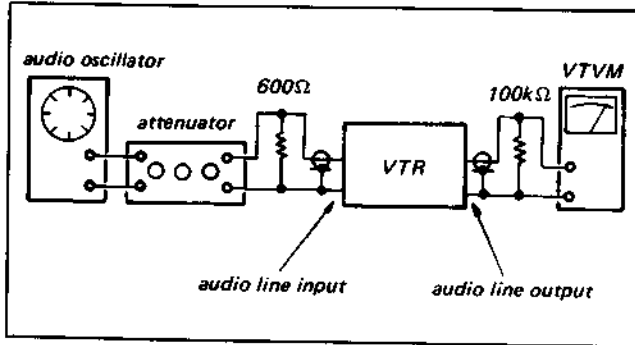 audio oscillator
attenuator
600Ω
VTR
100kΩ
VTVM
audio line input
audio line output